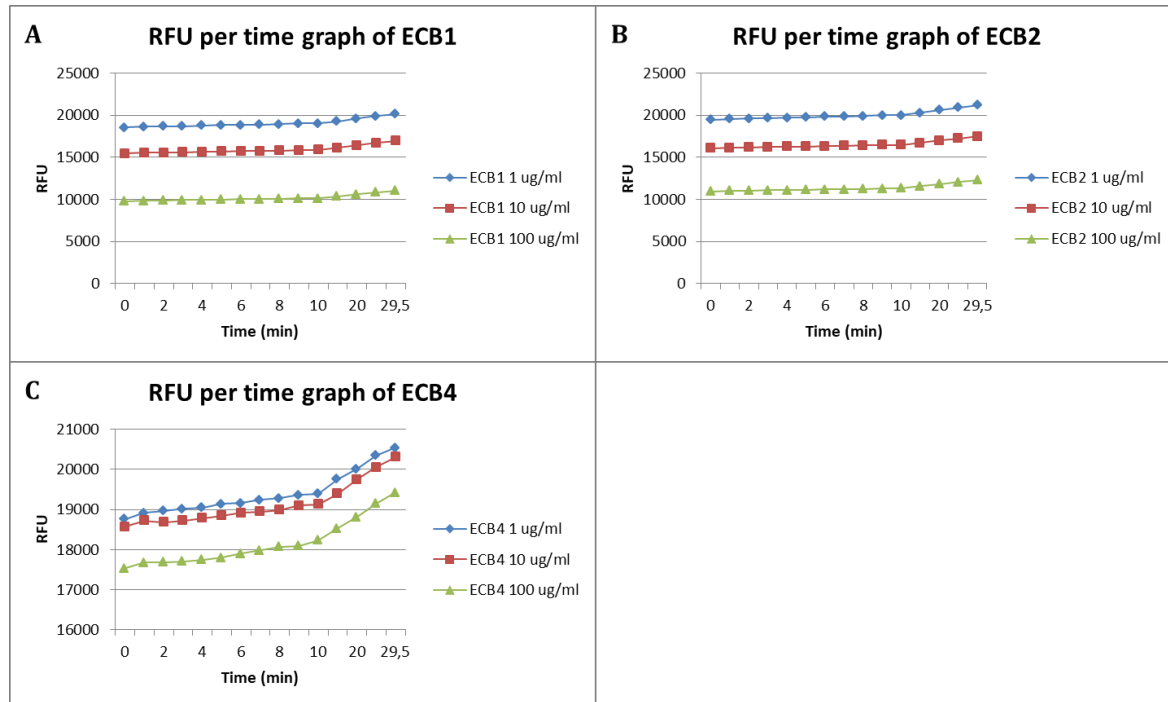 A
RFU per time graph of ECB1
25000
20000
15000
10000
5000
0
RFU
0 2 4 6 8 10 20 29,5
Time (min)
ECB1 1 ug/ml
ECB1 10 ug/ml
ECB1 100 ug/ml
B
RFU per time graph of ECB2
25000
20000
15000
10000
5000
0
RFU
0 2 4 6 8 10 20 29,5
Time (min)
ECB2 1 ug/ml
ECB2 10 ug/ml
ECB2 100 ug/ml
C
RFU per time graph of ECB4
21000
20000
19000
18000
17000
16000
RFU
0 2 4 6 8 10 20 29,5
Time (min)
ECB4 1 ug/ml
ECB4 10 ug/ml
ECB4 100 ug/ml